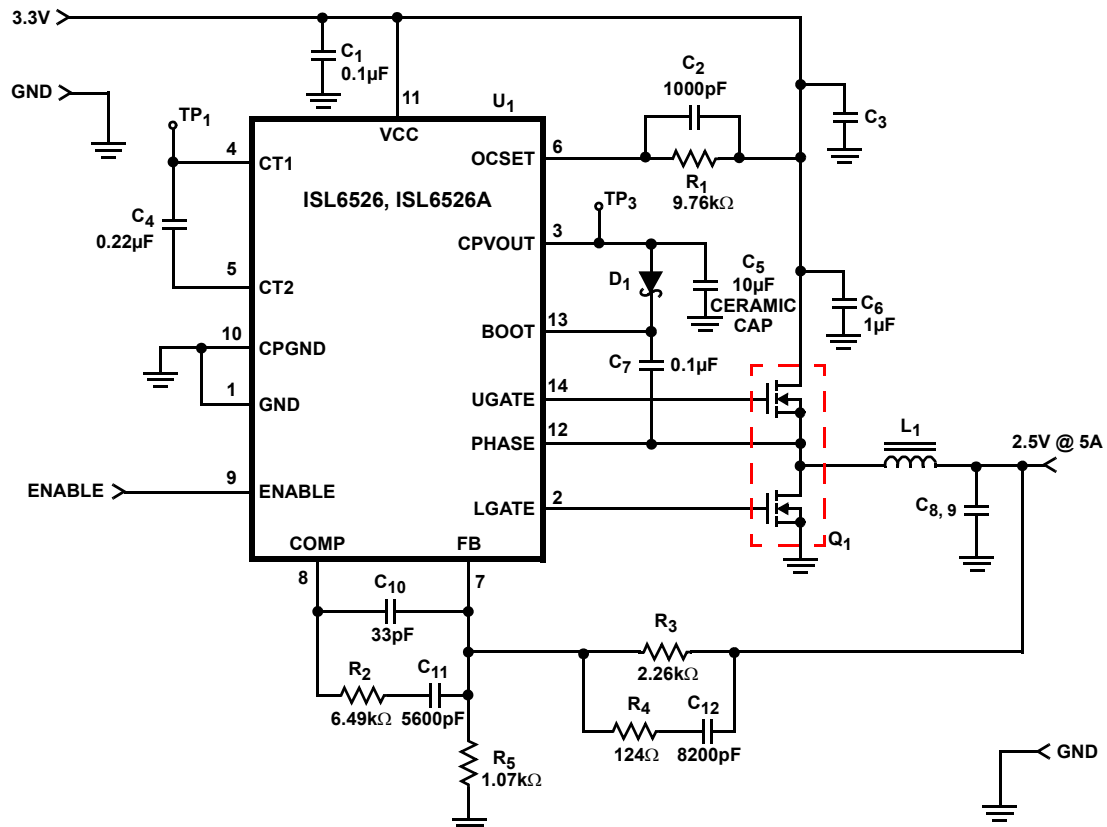 3.3V
GND
C1
0.1µF
11
U1
VCC
C2
1000pF
C3
TP1
4
CT1
OCSET
6
R1
9.76kΩ
ISL6526, ISL6526A
C4
0.22µF
TP3
CPVOUT
3
D1
C5
10µF
CERAMIC
CAP
5
CT2
BOOT
13
C6
1µF
10
CPGND
C7
0.1µF
1
GND
UGATE
14
PHASE
12
L1
2.5V @ 5A
ENABLE
9
ENABLE
LGATE
2
C8, 9
Q1
COMP
FB
8
7
C10
33pF
R3
2.26kΩ
R2
6.49kΩ
C11
5600pF
R4
124Ω
C12
8200pF
R5
1.07kΩ
GND